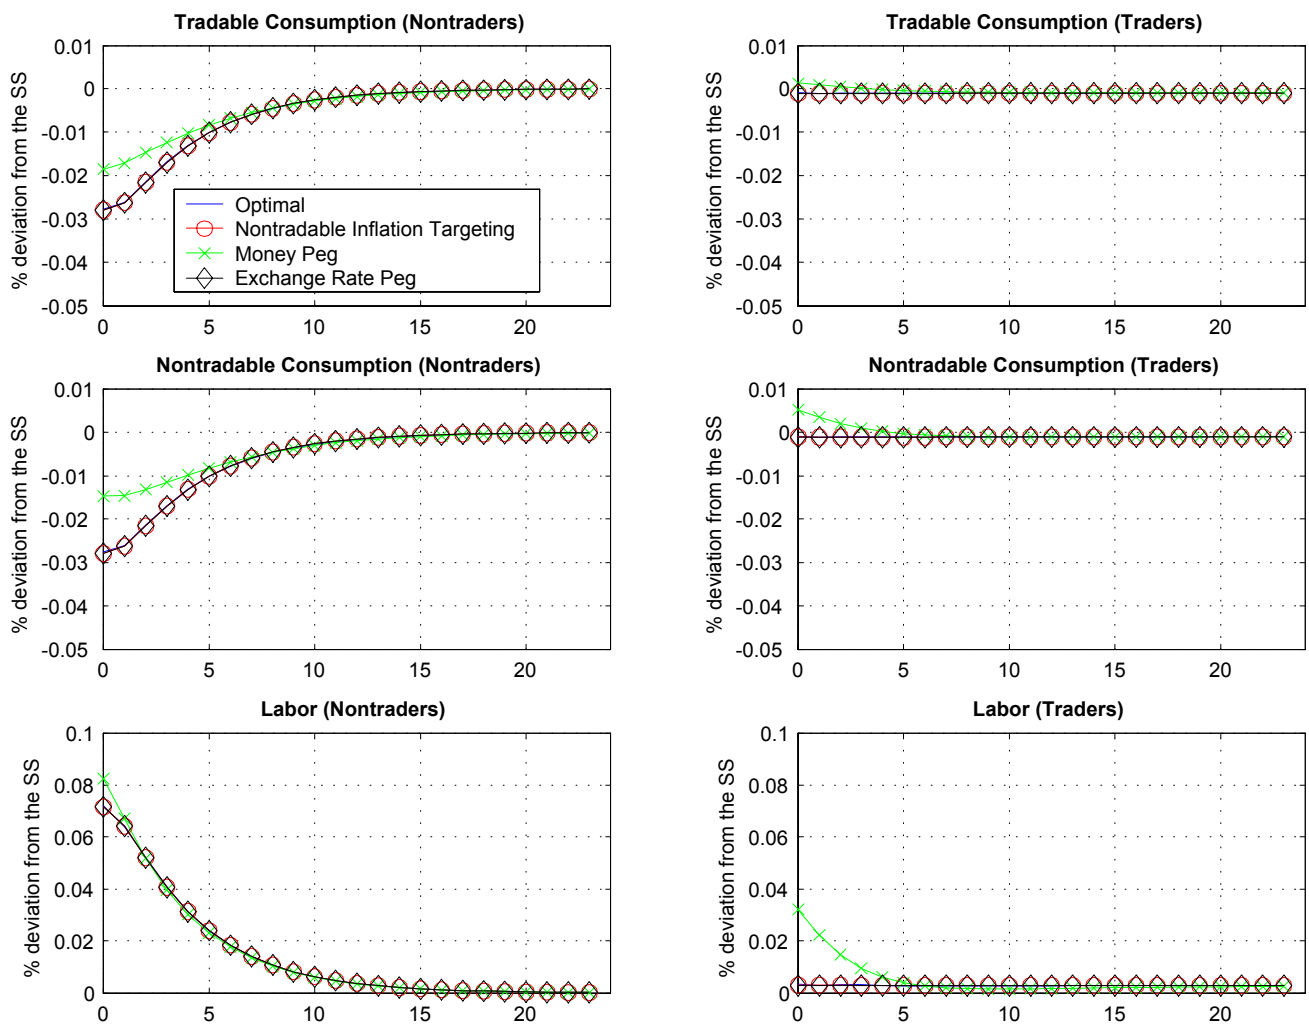 Tradable Consumption (Nontraders)
% deviation from the SS
0.01
0
-0.01
-0.02
-0.03
-0.04
-0.05
0 5 10 15 20
Optimal
Nontradable Inflation Targeting
Money Peg
Exchange Rate Peg
Tradable Consumption (Traders)
% deviation from the SS
0.01
0
-0.01
-0.02
-0.03
-0.04
-0.05
0 5 10 15 20
Nontradable Consumption (Nontraders)
% deviation from the SS
0.01
0
-0.01
-0.02
-0.03
-0.04
-0.05
0 5 10 15 20
Nontradable Consumption (Traders)
% deviation from the SS
0.01
0
-0.01
-0.02
-0.03
-0.04
-0.05
0 5 10 15 20
Labor (Nontraders)
% deviation from the SS
0.1
0.08
0.06
0.04
0.02
0
0 5 10 15 20
Labor (Traders)
% deviation from the SS
0.1
0.08
0.06
0.04
0.02
0
0 5 10 15 20